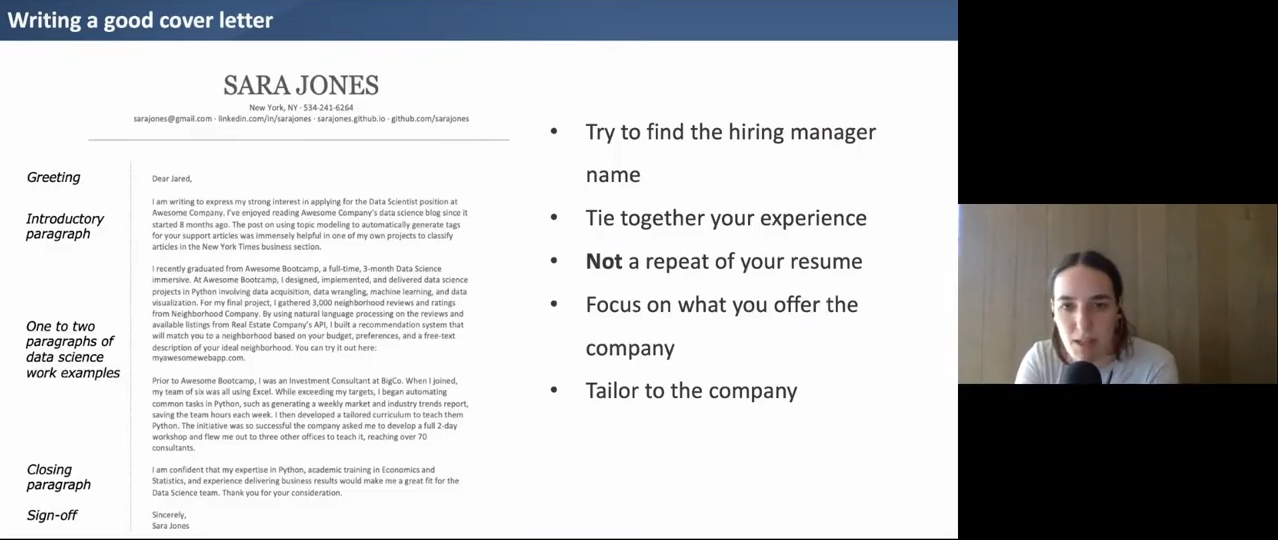 Writing a good cover letter
SARA JONES
New York, NY · 534-241-6264
sarajones@gmail.com · linkedin.com/in/sarajones · sarajones.github.io · github.com/sarajones
Greeting
Dear Jared,
Introductory
paragraph
I am writing to express my strong interest in applying for the Data Scientist position at
Awesome Company. I've enjoyed reading Awesome Company's data science blog since it
started 8 months ago. The post on using topic modeling to automatically generate tags
for your support articles was immensely helpful in one of my own projects to classify
articles in the New York Times business section.
One to two
paragraphs of
data science
work examples
I recently graduated from Awesome Bootcamp, a full-time, 3-month Data Science
immersive. At Awesome Bootcamp, I designed, implemented, and delivered data science
projects in Python involving data acquisition, data wrangling, machine learning, and data
visualization. For my final project, I gathered 3,000 neighborhood reviews and ratings
from Neighborhood Company. By using natural language processing on the reviews and
available listings from Real Estate Company's API, I built a recommendation system that
will match you to a neighborhood based on your budget, preferences, and a free-text
description of your ideal neighborhood. You can try it out here:
myawesomewebapp.com.
Prior to Awesome Bootcamp, I was an Investment Consultant at BigCo. When I joined,
my team of six was all using Excel. While exceeding my targets, I began automating
common tasks in Python, such as generating a weekly market and industry trends report,
saving the team hours each week. I then developed a tailored curriculum to teach them
Python. The initiative was so successful the company asked me to develop a full 2-day
workshop and flew me out to three other offices to teach it, reaching over 70
consultants.
Closing
paragraph
I am confident that my expertise in Python, academic training in Economics and
Statistics, and experience delivering business results would make me a great fit for the
Data Science team. Thank you for your consideration.
Sign-off
Sincerely,
Sara Jones
• Try to find the hiring manager
name
• Tie together your experience
• Not a repeat of your resume
• Focus on what you offer the
company
• Tailor to the company